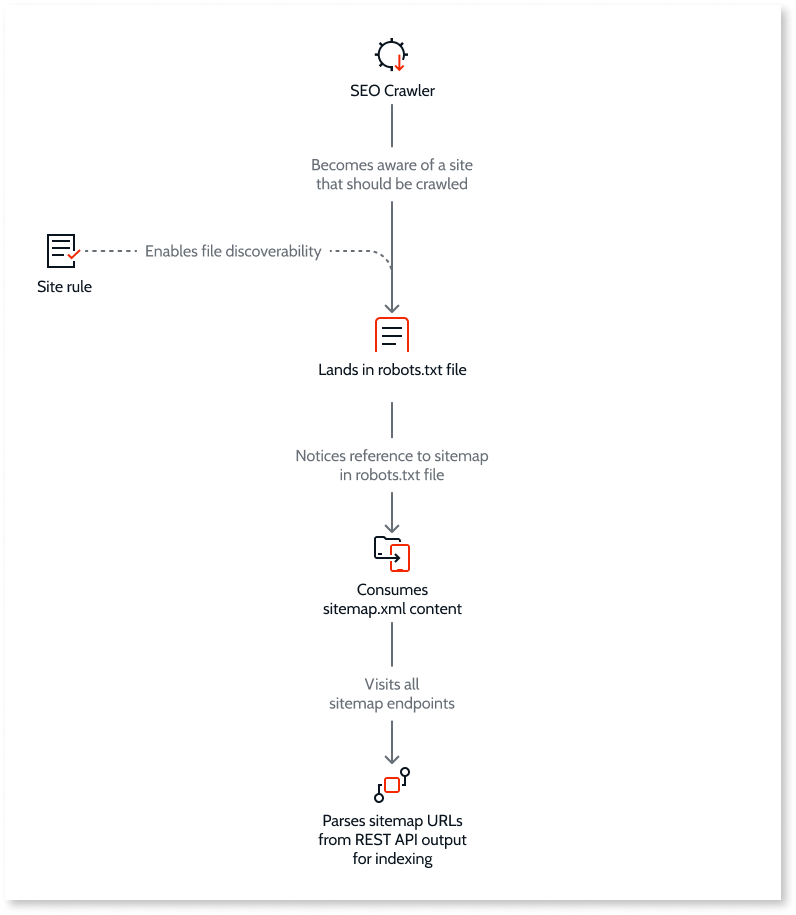 SEO Crawler
Becomes aware of a site
that should be crawled
Enables file discoverability
Site rule
Lands in robots.txt file
Notices reference to sitemap
in robots.txt file
Consumes
sitemap.xml content
Visits all
sitemap endpoints
Parses sitemap URLs
from REST API output
for indexing